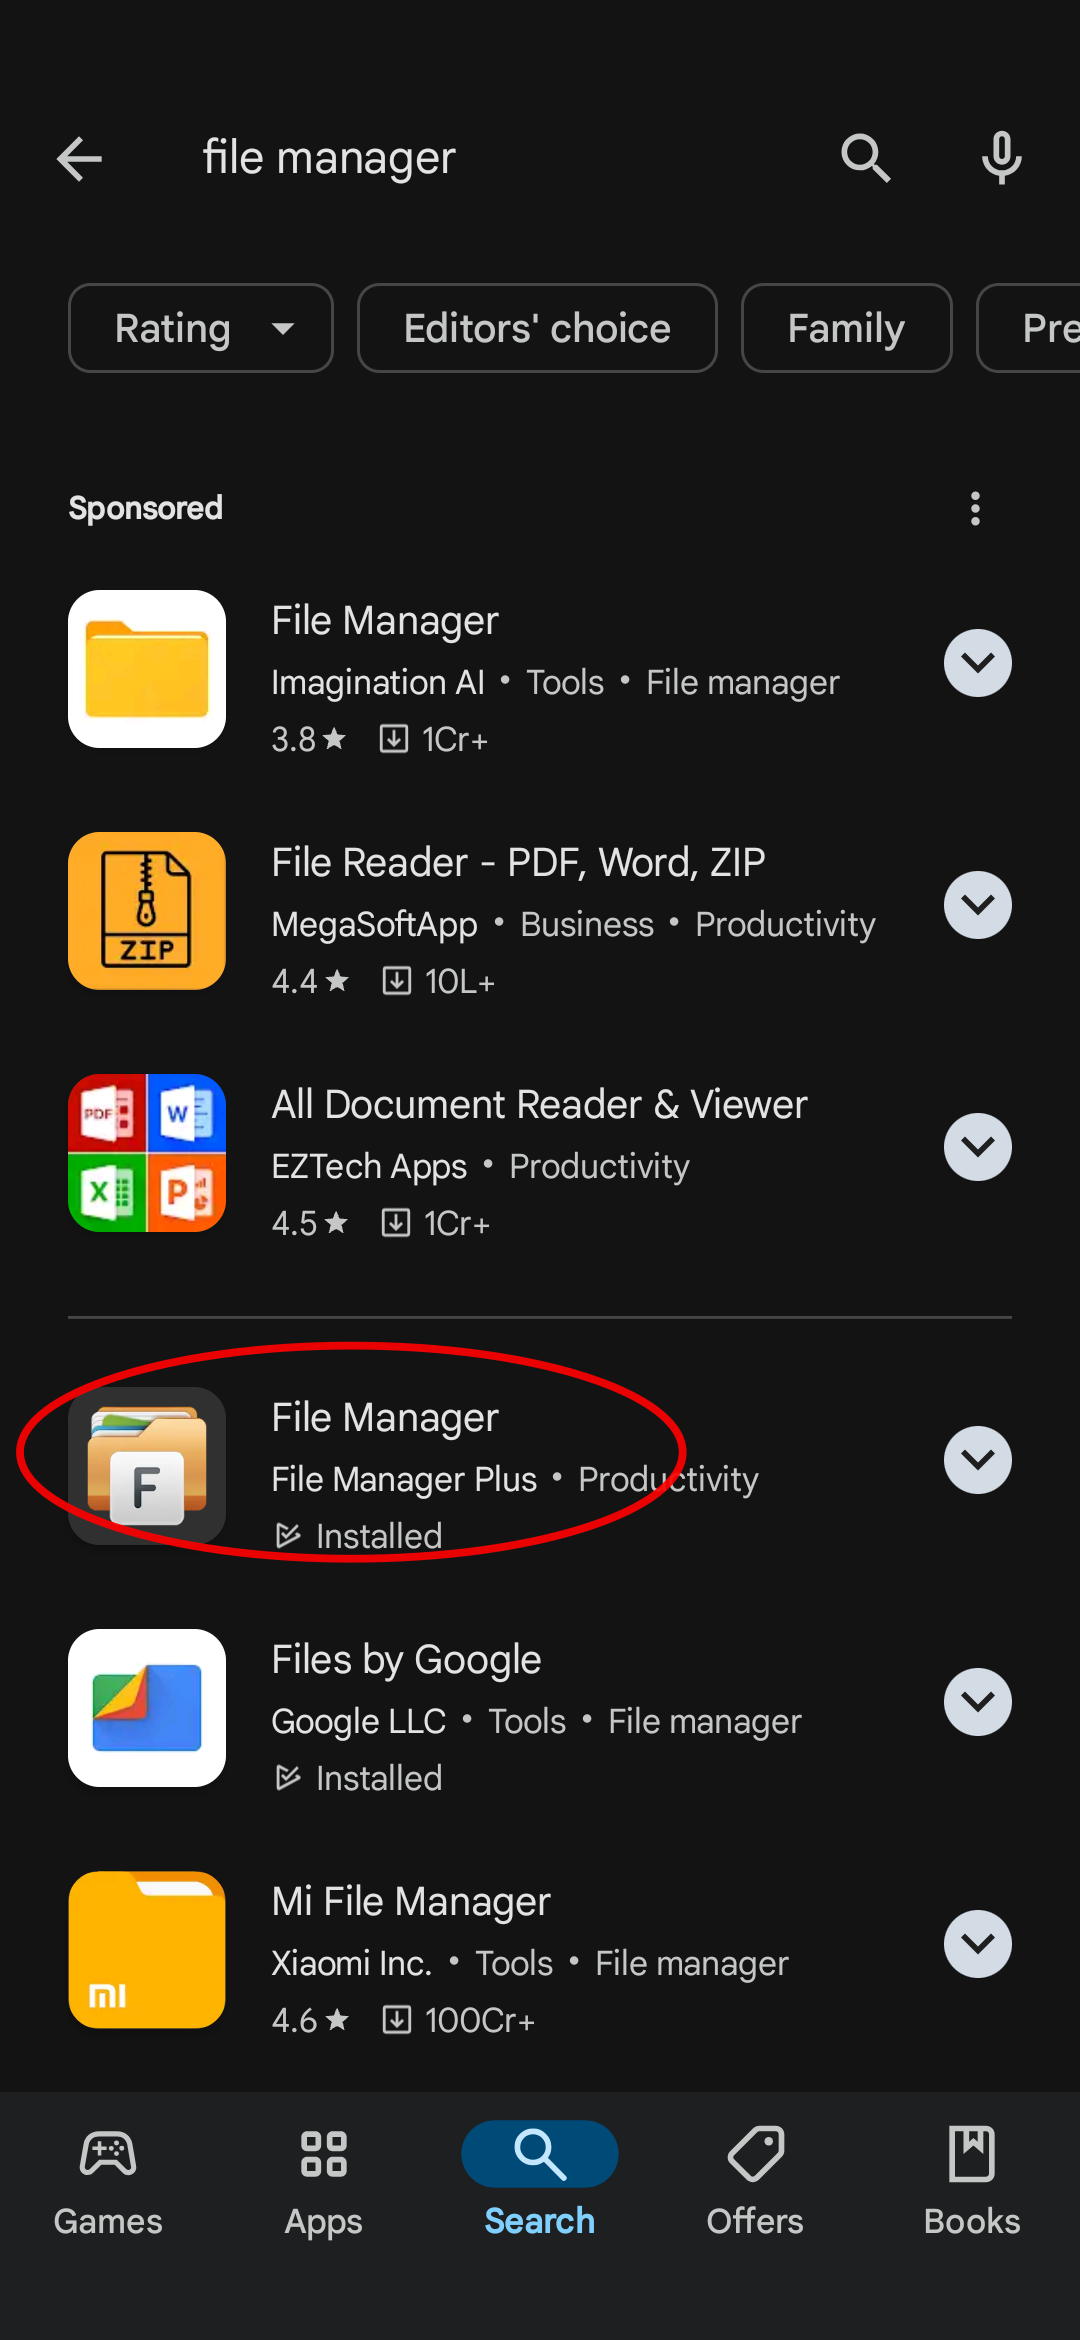 file manager
Rating
Editors' choice
Family
Pre
Sponsored
File Manager
Imagination AI • Tools • File manager
3.8★ 1Cr+
ZIP
File Reader - PDF, Word, ZIP
MegaSoftApp • Business • Productivity
4.4★ 10L+
PDF
W
X
P
All Document Reader & Viewer
EZTech Apps • Productivity
4.5★ 1Cr+
F
File Manager
File Manager Plus • Productivity
Installed
Files by Google
Google LLC • Tools • File manager
Installed
mi
Mi File Manager
Xiaomi Inc. • Tools • File manager
4.6★ 100Cr+
Games
Apps
Search
Offers
Books